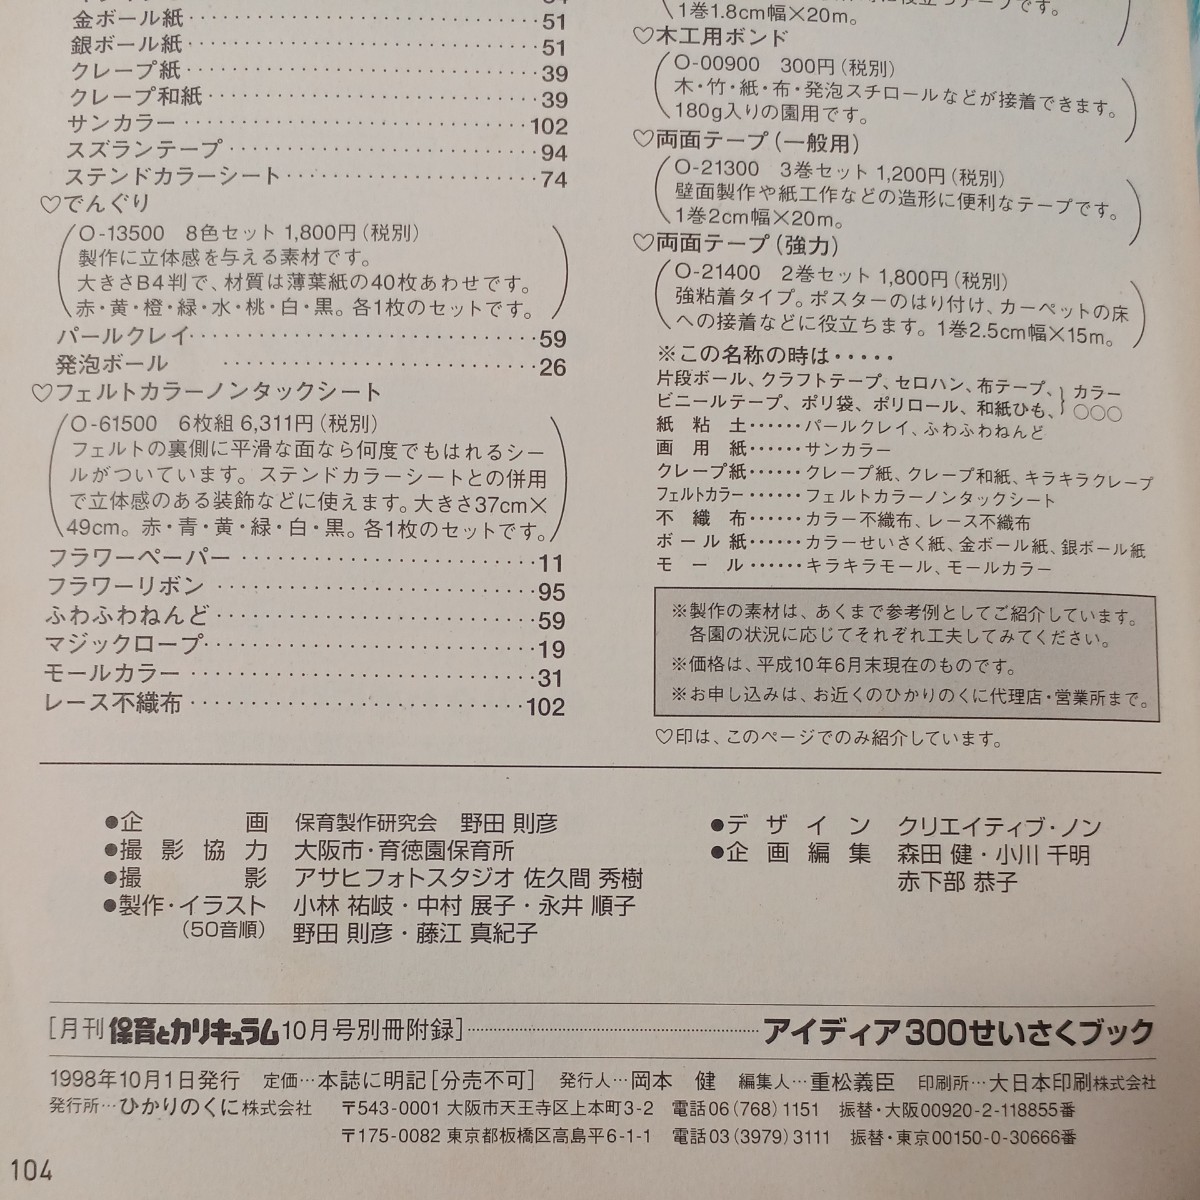 金ボール紙・・・・・・・・・・51
銀ボール紙・・・・・・・・・・51
クレープ紙・・・・・・・・・・39
クレープ和紙・・・・・・・・・・39
サンカラー・・・・・・・・・・102
スズランテープ・・・・・・・・・・94
ステンドカラーシート・・・・・・・・・・74
♡でんぐり
O-13500 8色セット 1,800円(税別)
製作に立体感を与える素材です。
大きさB4判で、材質は薄葉紙の40枚あわせです。
赤・黄・橙・緑・水・桃・白・黒。各1枚のセットです。
パールクレイ・・・・・・・・・・59
発泡ボール・・・・・・・・・・26
♡フェルトカラーノンタックシート
O-61500 6枚組 6,311円(税別)
フェルトの裏側に平滑な面なら何度でもはれるシー
ルがついています。ステンドカラーシートとの併用
で立体感のある装飾などに使えます。大きさ37cm×
49cm。赤・青・黄・緑・白・黒。各1枚のセットです。
フラワーペーパー・・・・・・・・・・11
フラワーリボン・・・・・・・・・・95
ふわふわねんど・・・・・・・・・・59
マジックロープ・・・・・・・・・・19
モールカラー・・・・・・・・・・31
レース不織布・・・・・・・・・・102
1巻1.8cm幅×20m。
♡木工用ボンド
O-00900 300円(税別)
木・竹・紙・布・発泡スチロールなどが接着できます。
180g入りの園用です。
♡両面テープ(一般用)
O-21300 3巻セット 1,200円(税別)
壁面製作や紙工作などの造形に便利なテープです。
1巻2cm幅×20m。
♡両面テープ(強力)
O-21400 2巻セット 1,800円(税別)
強粘着タイプ。ポスターのはり付け、カーペットの床
への接着などに役立ちます。1巻2.5cm幅×15m。
※この名称の時は・・・・・
片段ボール、クラフトテープ、セロハン、布テープ、 カラー
ビニールテープ、ポリ袋、ポリロール、和紙ひも、 ○○○
紙粘土……パールクレイ、ふわふわねんど
画用紙……サンカラー
クレープ紙……クレープ紙、クレープ和紙、キラキラクレープ
フェルトカラー……フェルトカラーノンタックシート
不織布……カラー不織布、レース不織布
ボール紙……カラーせいさく紙、金ボール紙、銀ボール紙
モール……キラキラモール、モールカラー
※製作の素材は、あくまで参考例としてご紹介しています。
各園の状況に応じてそれぞれ工夫してみてください。
※価格は、平成10年6月末現在のものです。
※お申し込みは、お近くのひかりのくに代理店・営業所まで。
♡印は、このページでのみ紹介しています。
●企画 保育製作研究会 野田 則彦
●撮影協力 大阪市・育徳園保育所
●撮影 アサヒフォトスタジオ 佐久間 秀樹
●製作・イラスト 小林 祐岐・中村 展子・永井 順子
(50音順) 野田 則彦・藤江 真紀子
●デザイン クリエイティブ・ノン
●企画編集 森田 健・小川 千明
赤下部 恭子
[月刊 保育とカリキュラム10月号別冊附録]……アイディア300せいさくブック
1998年10月1日発行 定価…本誌に明記[分売不可] 発行人…岡本 健 編集人…重松義臣 印刷所…大日本印刷株式会社
発行所…ひかりのくに株式会社 〒543-0001 大阪市天王寺区上本町3-2 電話06(768)1151 振替・大阪00920-2-118855番
〒175-0082 東京都板橋区高島平6-1-1 電話03(3979)3111 振替・東京00150-0-30666番
104